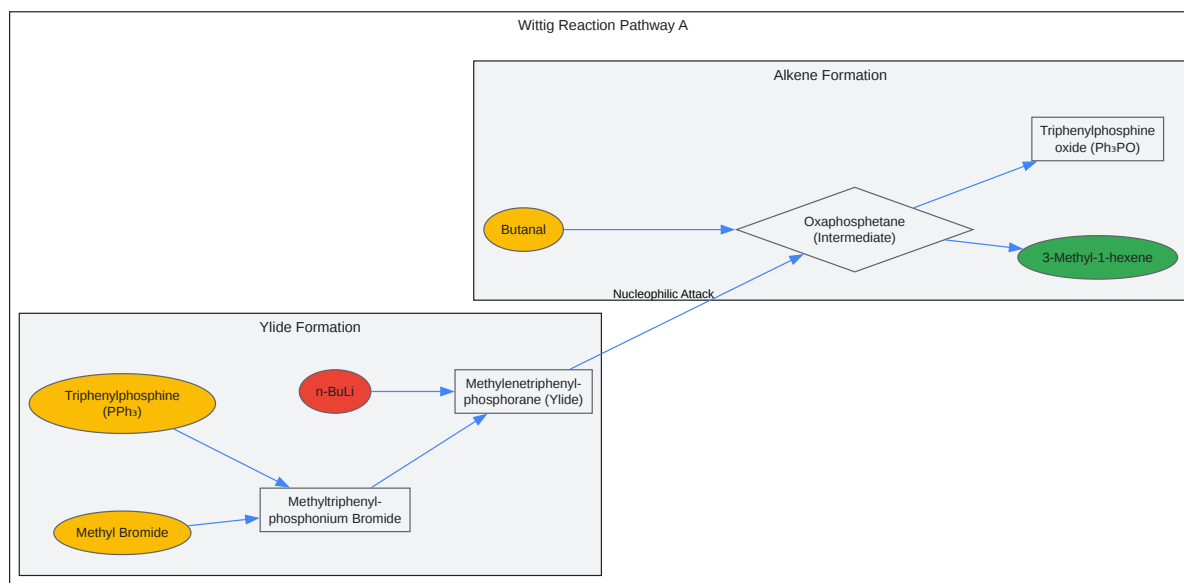 Wittig Reaction Pathway A
Alkene Formation
Triphenylphosphine
oxide (Ph₃PO)
Butanal
Oxaphosphetane
(Intermediate)
3-Methyl-1-hexene
Nucleophilic Attack
Ylide Formation
Triphenylphosphine
(PPh₃)
n-BuLi
Methylenetriphenyl-
phosphorane (Ylide)
Methyltriphenyl-
phosphonium Bromide
Methyl Bromide